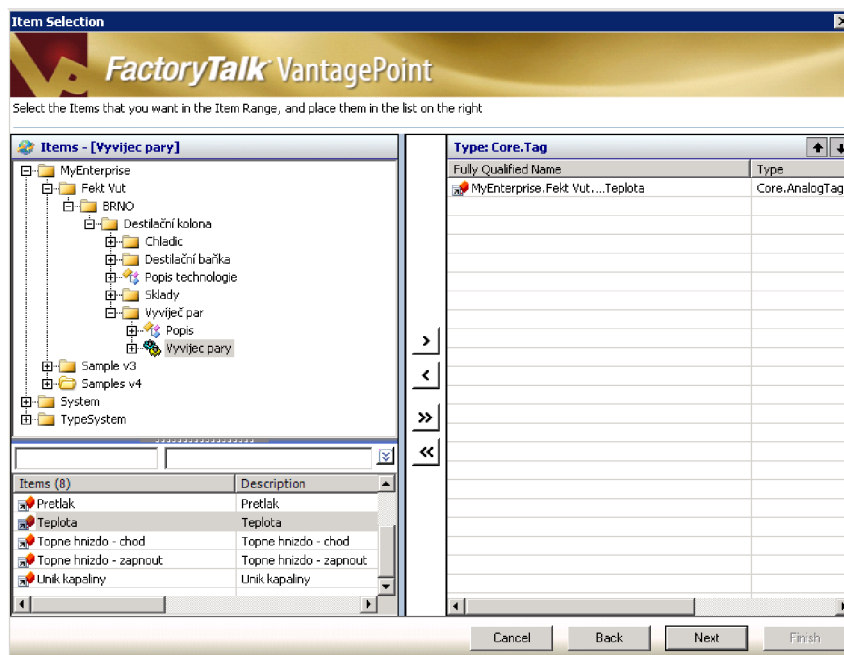 Item Selection
FactoryTalk VantagePoint
Select the Items that you want in the Item Range, and place them in the list on the right
Items - [Vyvijec pary]
MyEnterprise
Fekt Vut
BRNO
Destilační kolona
Chladic
Destilační baňka
Popis technologie
Sklady
Vyvíječ par
Popis
Vyvijec pary
Sample v3
Samples v4
System
TypeSystem
Items (8) Description
Pretlak Pretlak
Teplota Teplota
Topne hnizdo - chod Topne hnizdo - chod
Topne hnizdo - zapnout Topne hnizdo - zapnout
Unik kapaliny Unik kapaliny
>
<
>>
<<
Type: Core.Tag
Fully Qualified Name Type
MyEnterprise.Fekt Vut....Teplota Core.AnalogTag
Cancel Back Next Finish